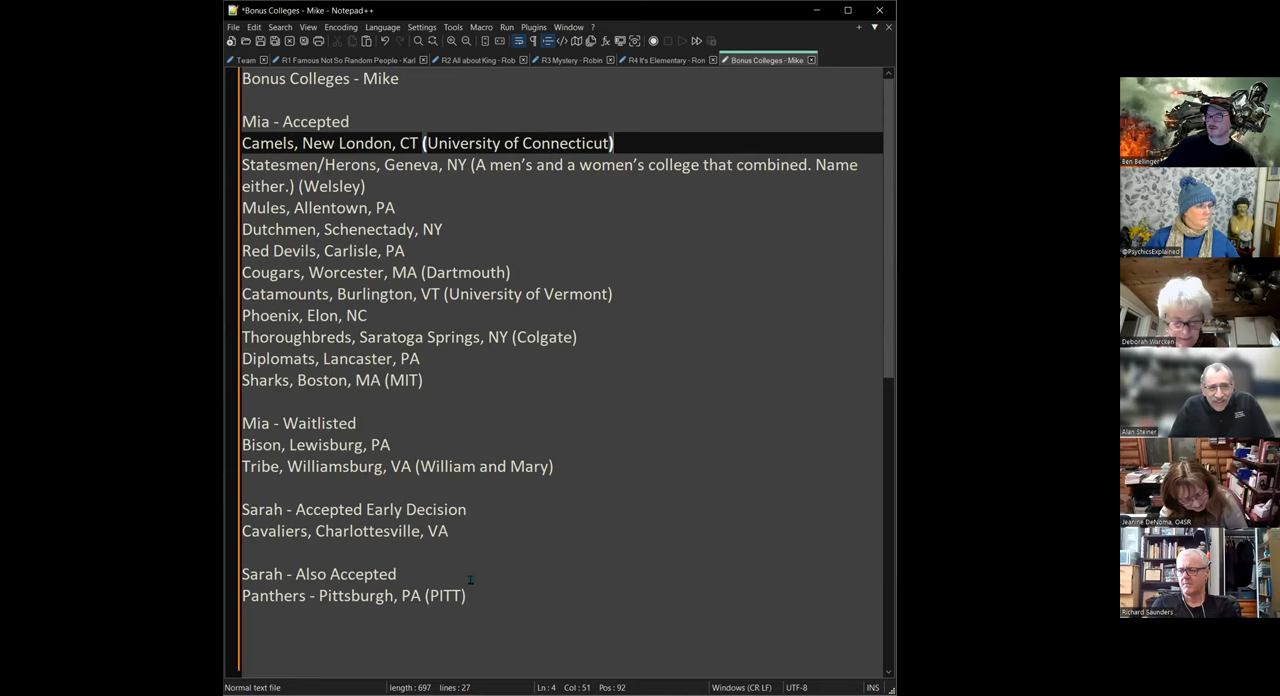 *Bonus Colleges - Mike - Notepad++
File Edit Search View Encoding Language Settings Tools Macro Run Plugins Window ?
Team R1 Famous Not So Random People - Karl R2 All about King - Rob R3 Mystery - Robin R4 It's Elementary - Ron Bonus Colleges - Mike
Bonus Colleges - Mike
Mia - Accepted
Camels, New London, CT (University of Connecticut)
Statesmen/Herons, Geneva, NY (A men’s and a women’s college that combined. Name
either.) (Welsley)
Mules, Allentown, PA
Dutchmen, Schenectady, NY
Red Devils, Carlisle, PA
Cougars, Worcester, MA (Dartmouth)
Catamounts, Burlington, VT (University of Vermont)
Phoenix, Elon, NC
Thoroughbreds, Saratoga Springs, NY (Colgate)
Diplomats, Lancaster, PA
Sharks, Boston, MA (MIT)
Mia - Waitlisted
Bison, Lewisburg, PA
Tribe, Williamsburg, VA (William and Mary)
Sarah - Accepted Early Decision
Cavaliers, Charlottesville, VA
Sarah - Also Accepted
Panthers - Pittsburgh, PA (PITT)
Normal text file length : 697 lines : 27 Ln : 4 Col : 51 Pos : 92 Windows (CR LF) UTF-8 INS
Ben Bellinger
@PsychicsExplained
Deborah Warcken
Alan Steiner
Jeanine DeNoma, O4SR
Richard Saunders